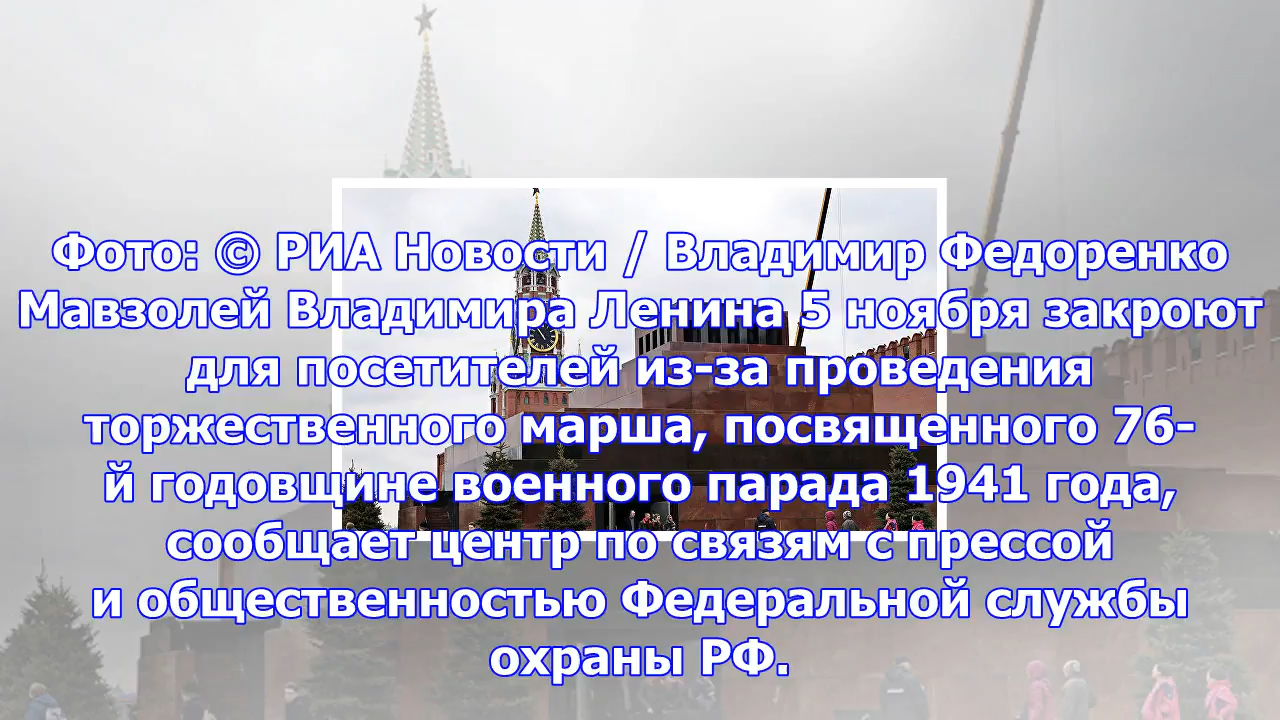 Фото: © РИА Новости / Владимир Федоренко
Мавзолей Владимира Ленина 5 ноября закроют
для посетителей из-за проведения
торжественного марша, посвященного 76-
й годовщине военного парада 1941 года,
сообщает центр по связям с прессой
и общественностью Федеральной службы
охраны РФ.